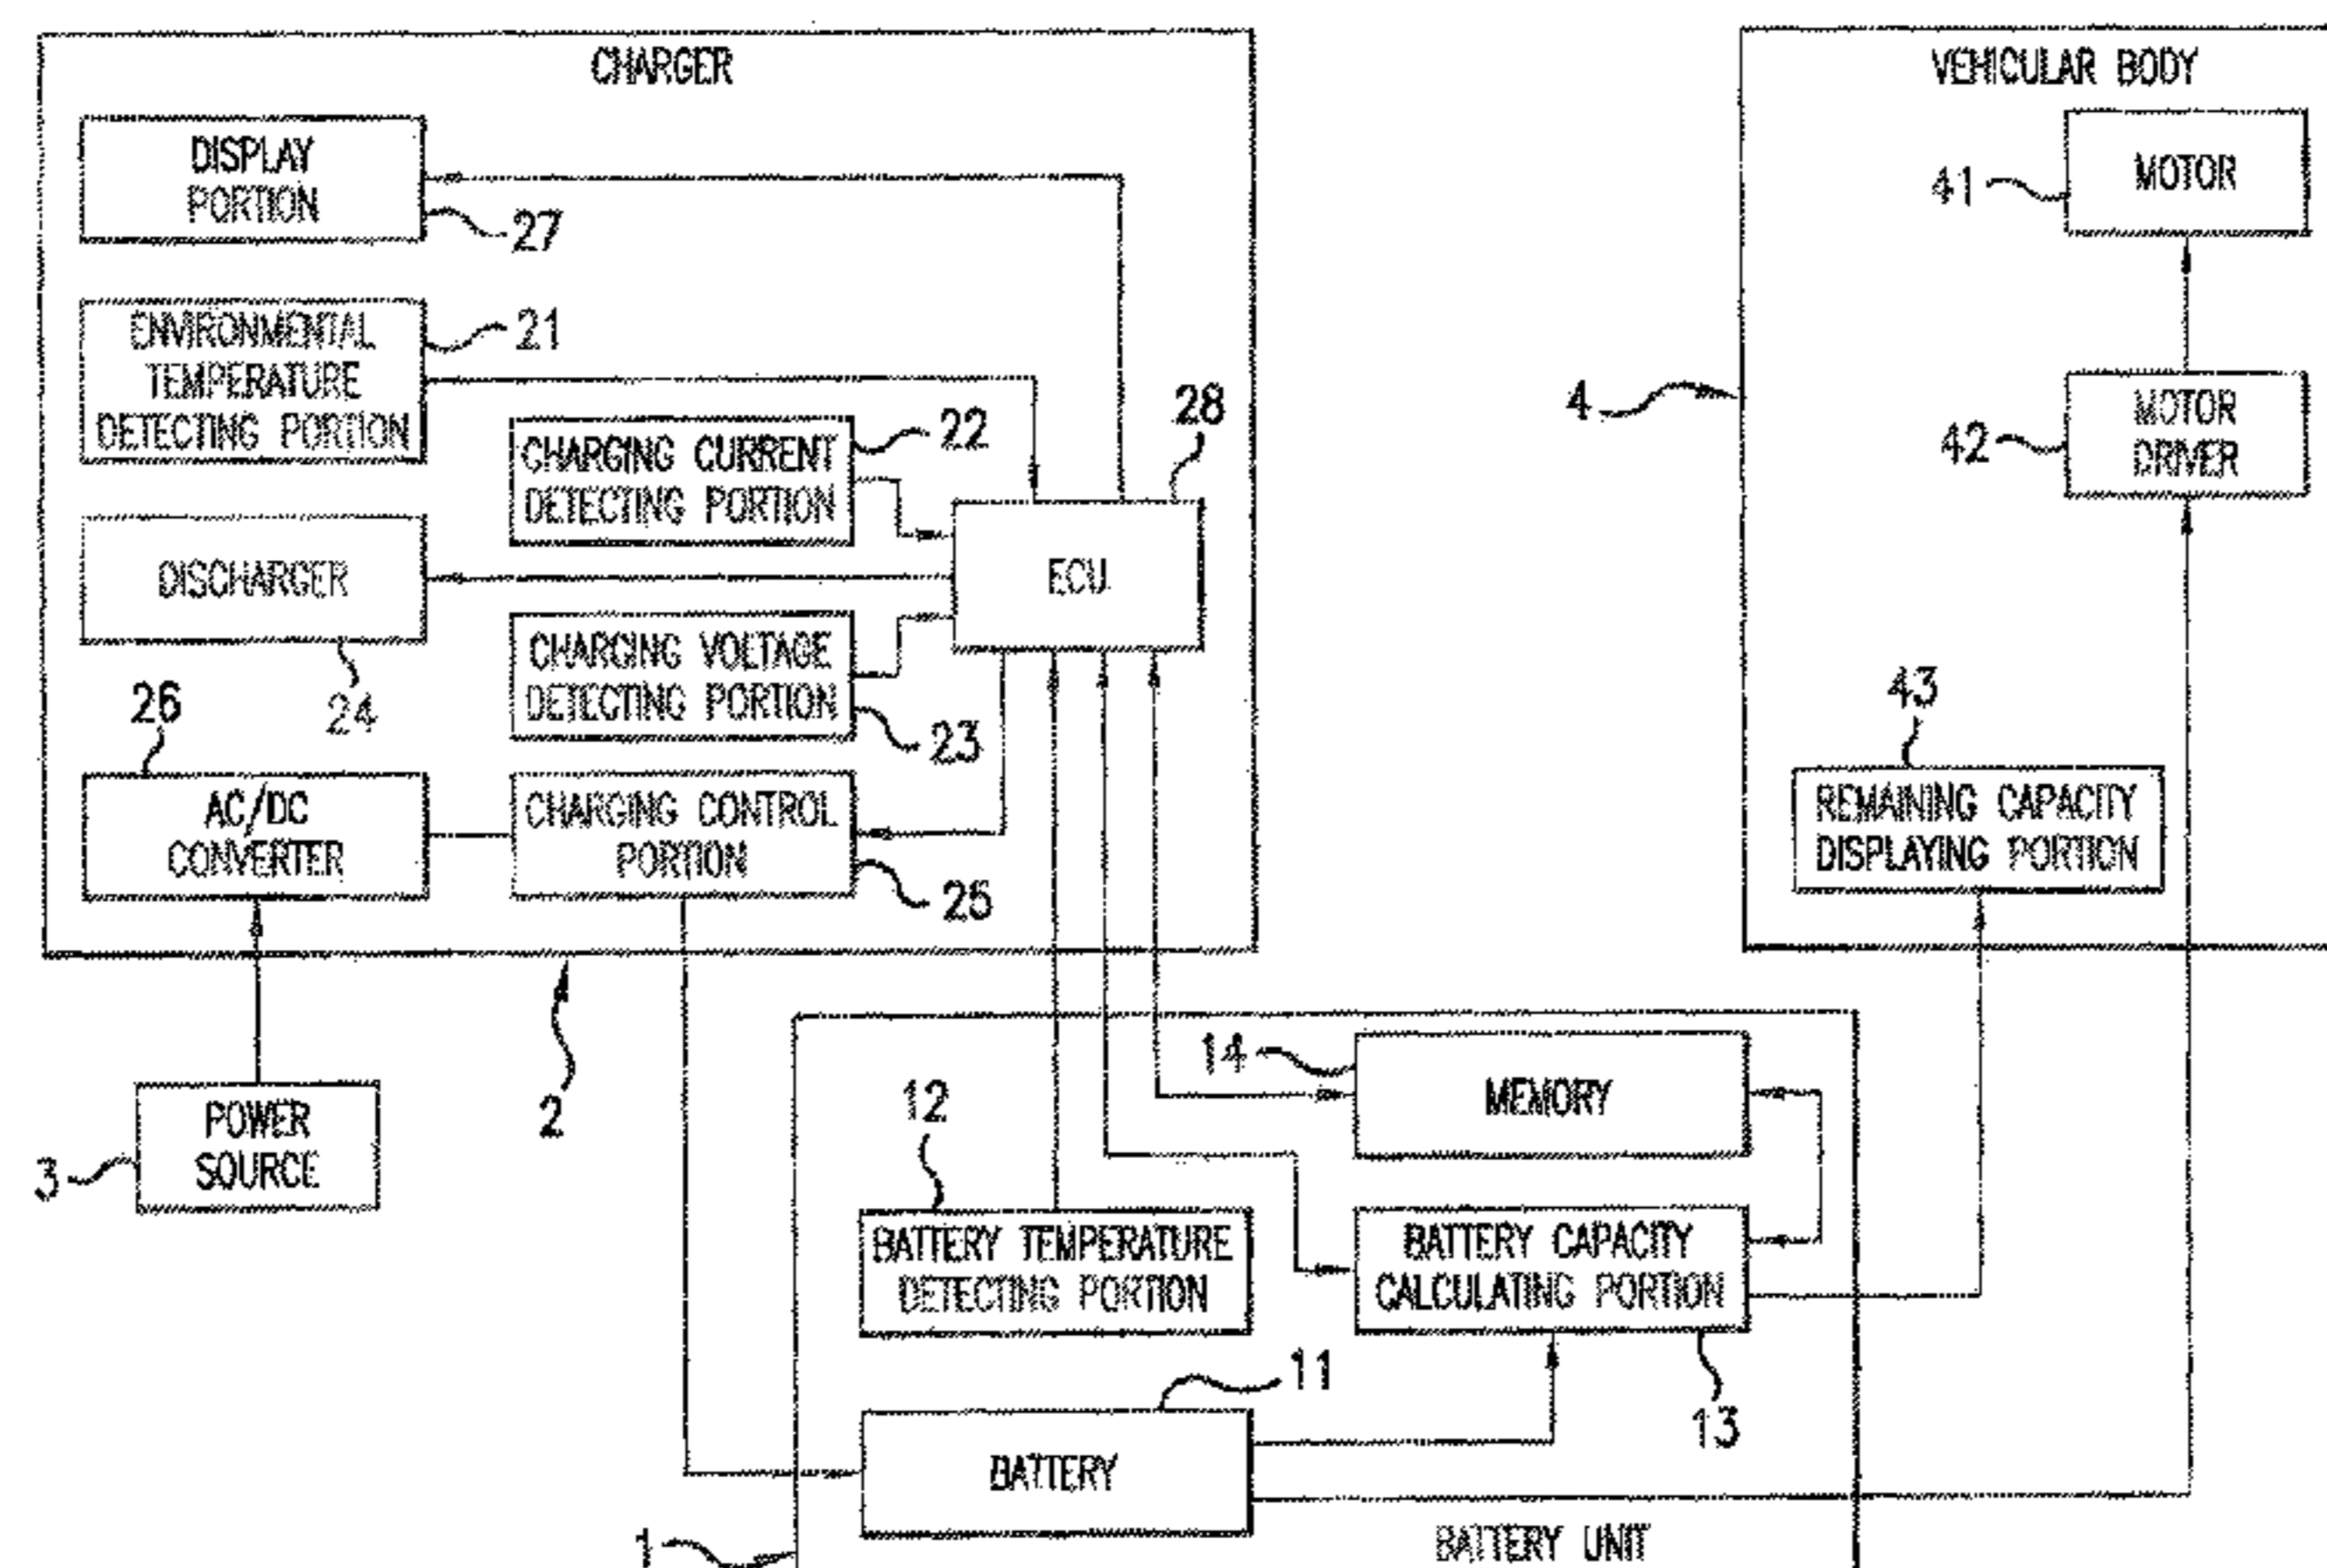 CHARGER
DISPLAY
PORTION
27
ENVIRONMENTAL
TEMPERATURE
DETECTING PORTION
21
CHARGING CURRENT
DETECTING PORTION
22
28
DISCHARGER
24
ECU
CHARGING VOLTAGE
DETECTING PORTION
23
26
AC/DC
CONVERTER
CHARGING CONTROL
PORTION
25
2
POWER
SOURCE
3
VEHICULAR BODY
MOTOR
41
4
MOTOR
DRIVER
42
43
REMAINING CAPACITY
DISPLAYING PORTION
14
MEMORY
12
BATTERY TEMPERATURE
DETECTING PORTION
BATTERY CAPACITY
CALCULATING PORTION
13
11
BATTERY
1
BATTERY UNIT